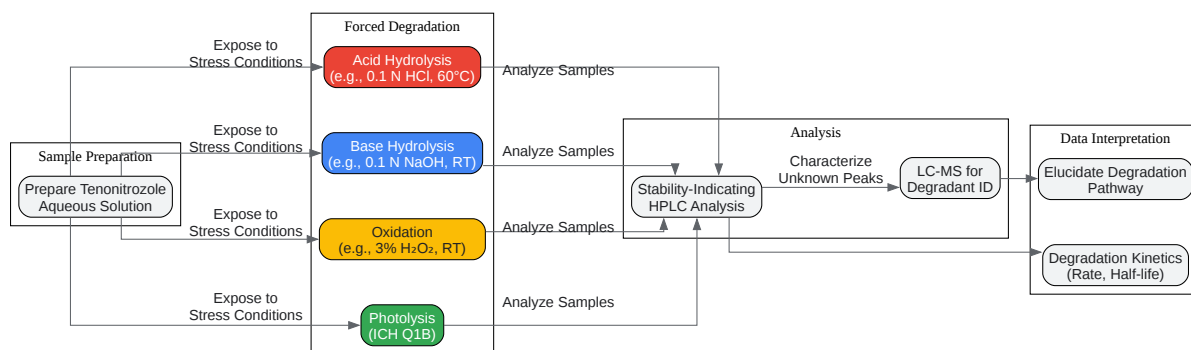 Sample Preparation
Prepare Tenonitrozole
Aqueous Solution
Expose to
Stress Conditions
Expose to
Stress Conditions
Expose to
Stress Conditions
Expose to
Stress Conditions
Forced Degradation
Acid Hydrolysis
(e.g., 0.1 N HCl, 60°C)
Base Hydrolysis
(e.g., 0.1 N NaOH, RT)
Oxidation
(e.g., 3% H₂O₂, RT)
Photolysis
(ICH Q1B)
Analyze Samples
Analyze Samples
Analyze Samples
Analyze Samples
Analysis
Stability-Indicating
HPLC Analysis
Characterize
Unknown Peaks
LC-MS for
Degradant ID
Data Interpretation
Elucidate Degradation
Pathway
Degradation Kinetics
(Rate, Half-life)